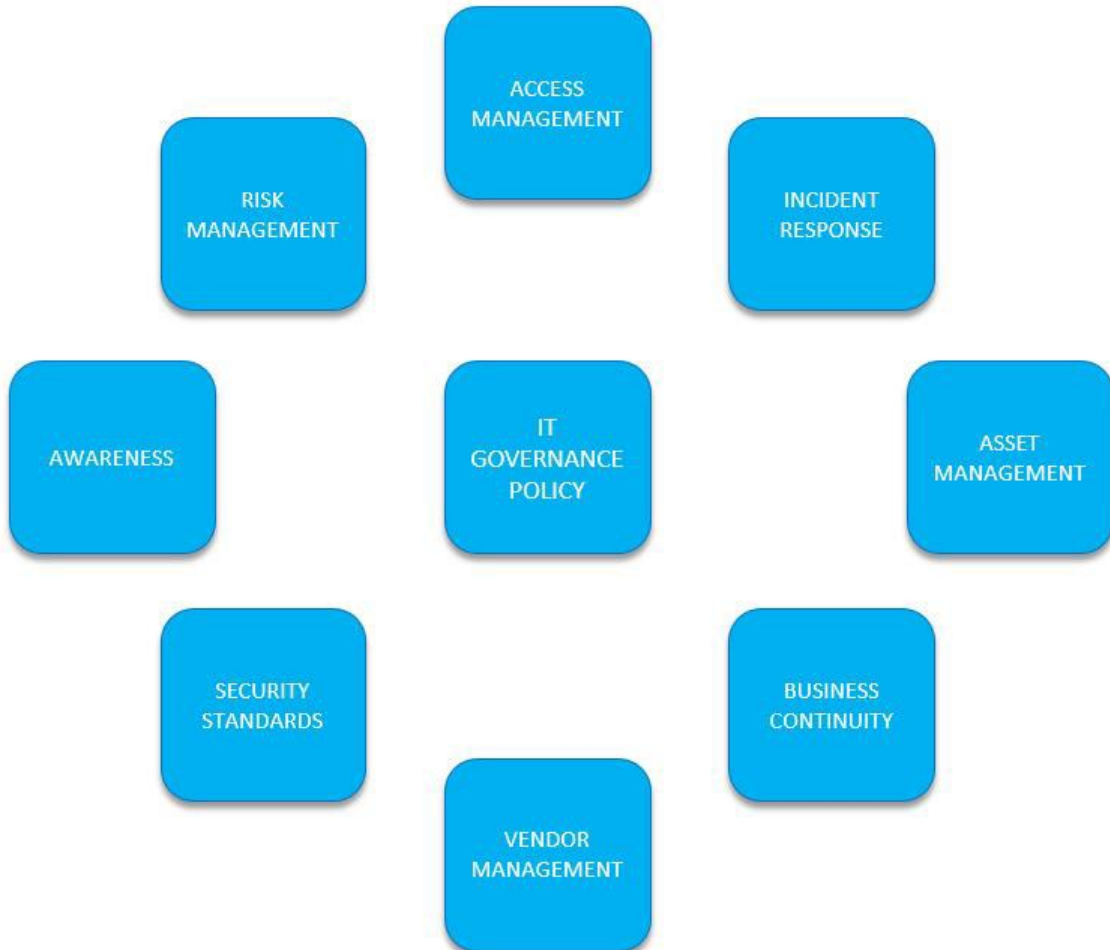 ACCESS
MANAGEMENT
RISK
MANAGEMENT
INCIDENT
RESPONSE
AWARENESS
IT
GOVERNANCE
POLICY
ASSET
MANAGEMENT
SECURITY
STANDARDS
BUSINESS
CONTINUITY
VENDOR
MANAGEMENT